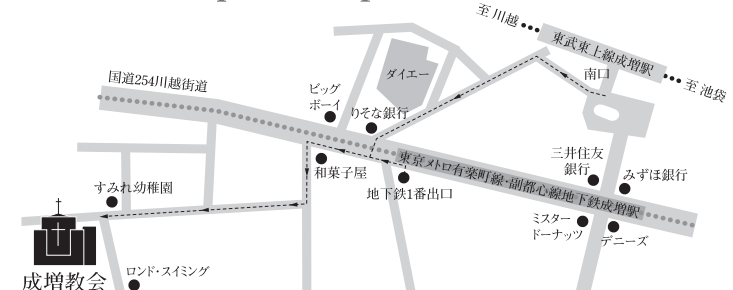 至 川越
東武東上線成増駅
至 池袋
南口
ダイエー
国道254川越街道
ビッグ
ボーイ
りそな銀行
和菓子屋
地下鉄1番出口
東京メトロ有楽町線・副都心線地下鉄成増駅
三井住友
銀行
みずほ
銀行
ミスター
ドーナッツ
デニーズ
すみれ幼稚園
成増教会
ロンド・スイミング